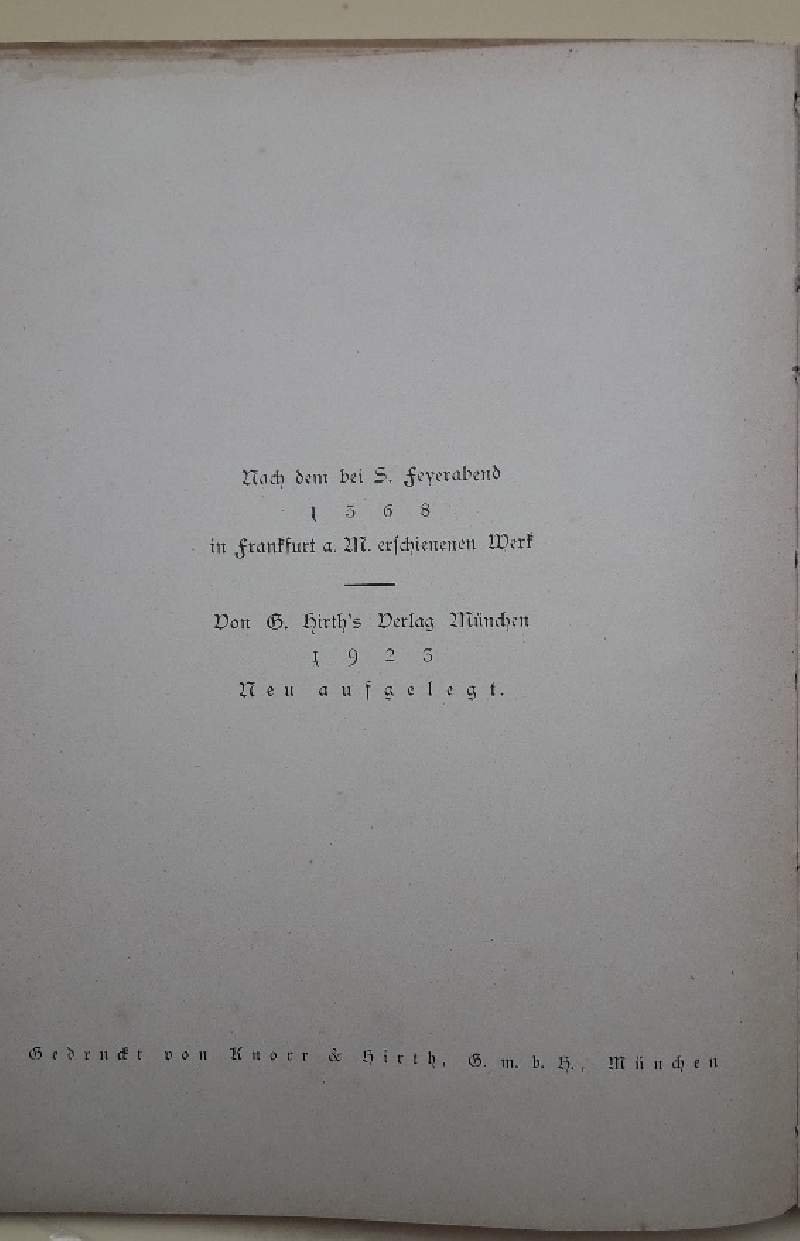 Nach dem bei S. Feyerabend
1 5 6 8
in Frankfurt a. M. erschienenen Werk
Von G. Hirth's Verlag München
1 9 2 3
Neu aufgelegt.
Gedruckt von Knorr & Hirth, G. m. b. H., München